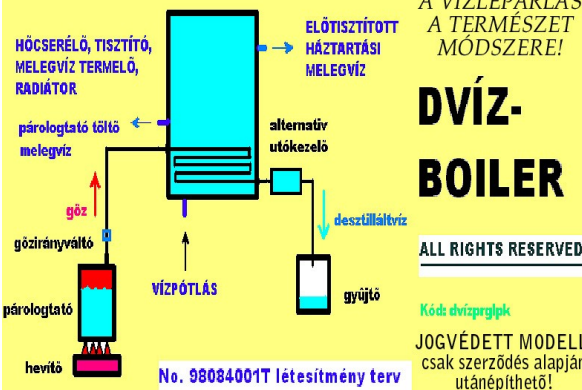 HŐCSERÉLŐ, TISZTÍTÓ,
MELEGVÍZ TERMELŐ,
RADIÁTOR
ELŐTISZTÍTOTT
HÁZTARTÁSI
MELEGVÍZ
párologtató töltő
melegvíz
alternativ
utókezelő
gőz
gőzirányváltó
desztilláltvíz
VÍZPÓTLÁS
gyűjtő
párologtató
hevítő
No. 98084001T létesítmény terv
A VÍZLEPÁRLÁS
A TERMÉSZET
MÓDSZERE!
DVÍZ-
BOILER
ALL RIGHTS RESERVED
Kód: dvízprglpk
JOGVÉDETT MODELL
csak szerződés alapján
utánépíthető!